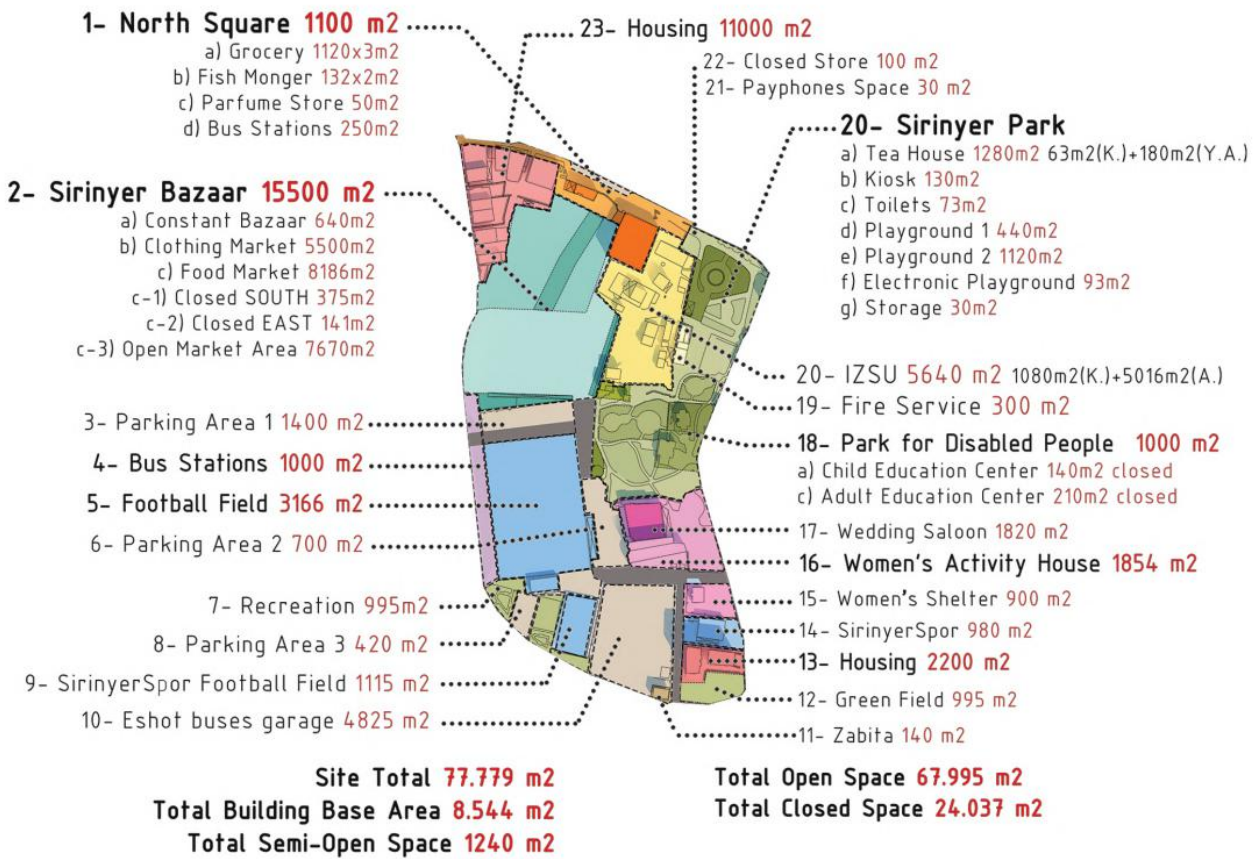 1- North Square 1100 m2
a) Grocery 1120x3m2
b) Fish Monger 132x2m2
c) Parfume Store 50m2
d) Bus Stations 250m2
2- Sirinyer Bazaar 15500 m2
a) Constant Bazaar 640m2
b) Clothing Market 5500m2
c) Food Market 8186m2
c-1) Closed SOUTH 375m2
c-2) Closed EAST 141m2
c-3) Open Market Area 7670m2
3- Parking Area 1 1400 m2
4- Bus Stations 1000 m2
5- Football Field 3166 m2
6- Parking Area 2 700 m2
7- Recreation 995m2
8- Parking Area 3 420 m2
9- SirinyerSpor Football Field 1115 m2
10- Eshot buses garage 4825 m2
23- Housing 11000 m2
22- Closed Store 100 m2
21- Payphones Space 30 m2
20- Sirinyer Park
a) Tea House 1280m2 63m2(K.)+180m2(Y.A.)
b) Kiosk 130m2
c) Toilets 73m2
d) Playground 1 440m2
e) Playground 2 1120m2
f) Electronic Playground 93m2
g) Storage 30m2
20- IZSU 5640 m2 1080m2(K.)+5016m2(A.)
19- Fire Service 300 m2
18- Park for Disabled People 1000 m2
a) Child Education Center 140m2 closed
c) Adult Education Center 210m2 closed
17- Wedding Saloon 1820 m2
16- Women's Activity House 1854 m2
15- Women's Shelter 900 m2
14- SirinyerSpor 980 m2
13- Housing 2200 m2
12- Green Field 995 m2
11- Zabita 140 m2
Site Total 77.779 m2
Total Building Base Area 8.544 m2
Total Semi-Open Space 1240 m2
Total Open Space 67.995 m2
Total Closed Space 24.037 m2